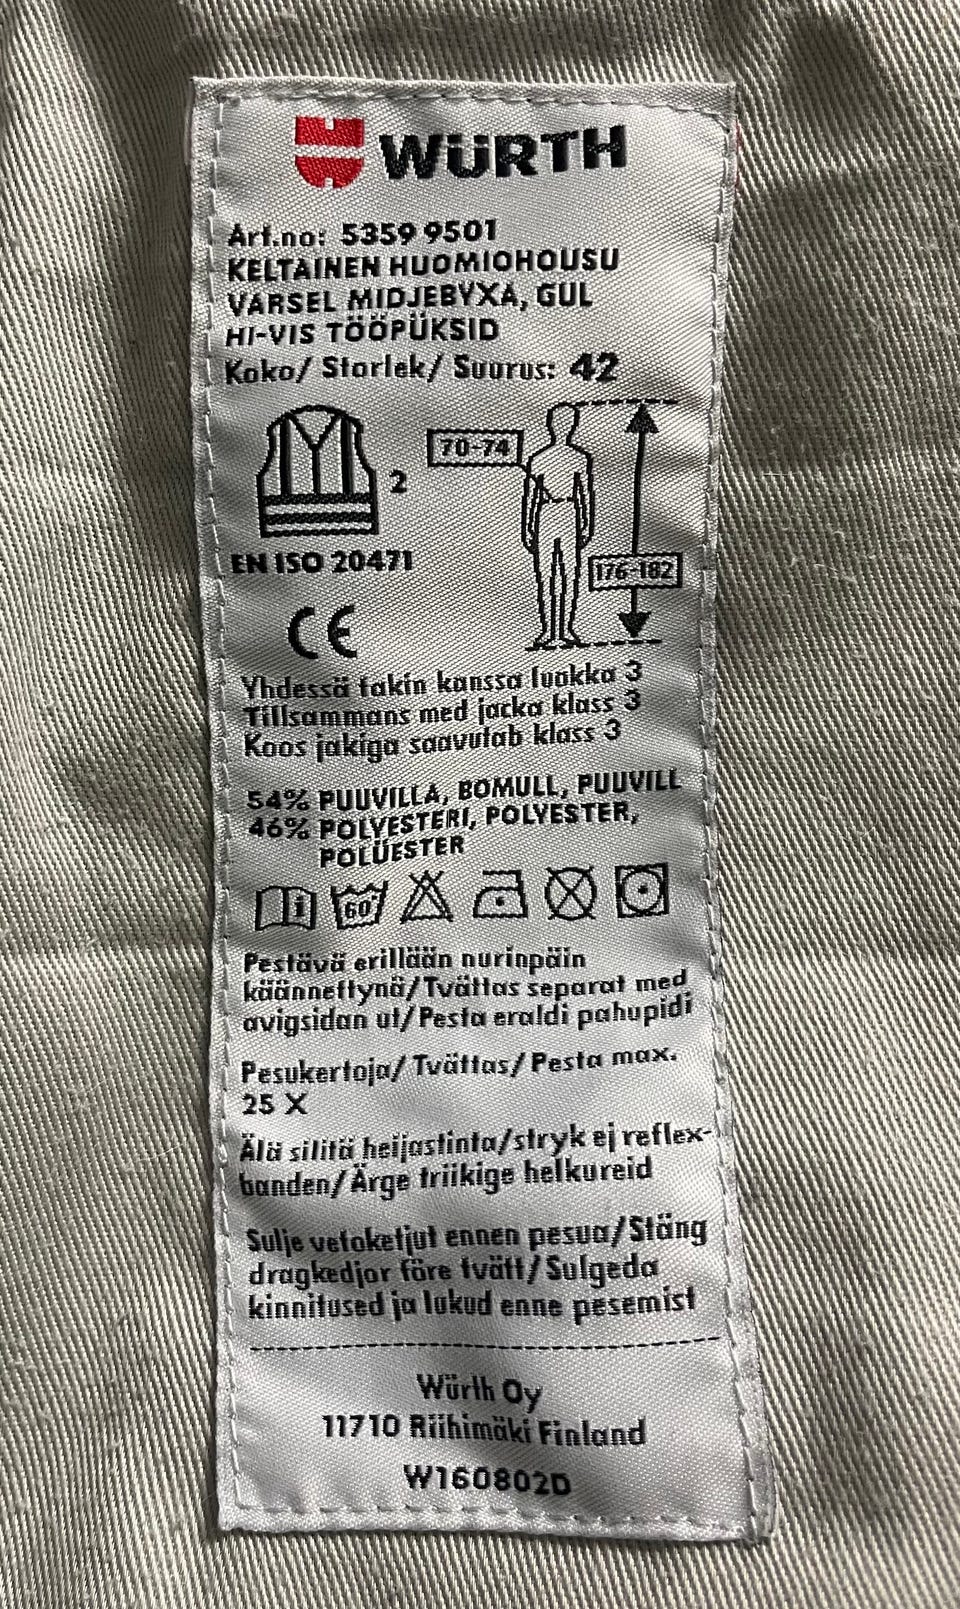 WÜRTH
Art.no: 5359 9501
KELTAINEN HUOMIOHOUSU
VARSEL MIDJEBYXA, GUL
HI-VIS TÖÖPÜKSID
Koko/ Storlek/ Suurus: 42
70-74
2
EN ISO 20471
176-182
CE
Yhdessä takin kanssa luokka 3
Tillsammans med jacka klass 3
Koos jakiga saavutab klass 3
54% PUUVILLA, BOMULL, PUUVILL
46% POLYESTERI, POLYESTER,
POLÜESTER
i 60°
Pestävä erillään nurinpäin
käännettynä/Tvättas separat med
avigsidan ut/Pesta eraldi pahupidi
Pesukertoja/Tvättas/Pesta max.
25 X
Älä silitä heijastinta/stryk ej reflex-
banden/Ärge triikige helkureid
Sulje vetoketjut ennen pesua/Stäng
dragkedjor före tvätt/Sulgeda
kinnitused ja lukud enne pesemist
Würth Oy
11710 Riihimäki Finland
W160802D